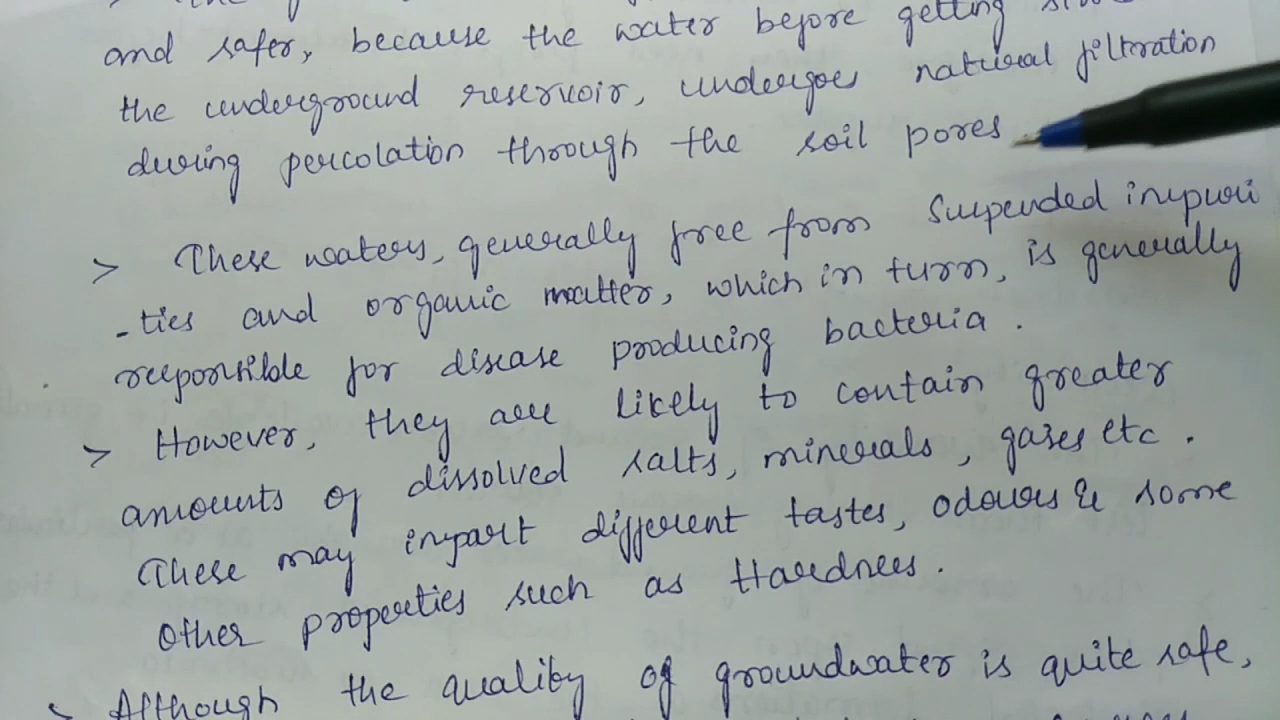 and safer, because the water before getting
the underground reservoir, undergoes natural filtration
during percolation through the soil pores
> These waters, generally free from Suspended impuri
-ties and organic matter, which in turn, is generally
responsible for disease producing bacteria.
> However, they are likely to contain greater
amounts of dissolved salts, minerals, gases etc.
These may impart different tastes, odours & some
other properties such as Hardness.
> Although the quality of groundwater is quite safe,